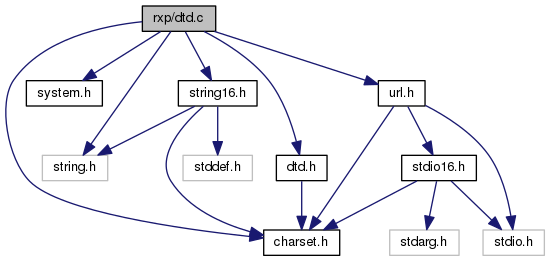 rxp/dtd.c
system.h
string16.h
url.h
string.h
stddef.h
dtd.h
stdio16.h
charset.h
stdarg.h
stdio.h